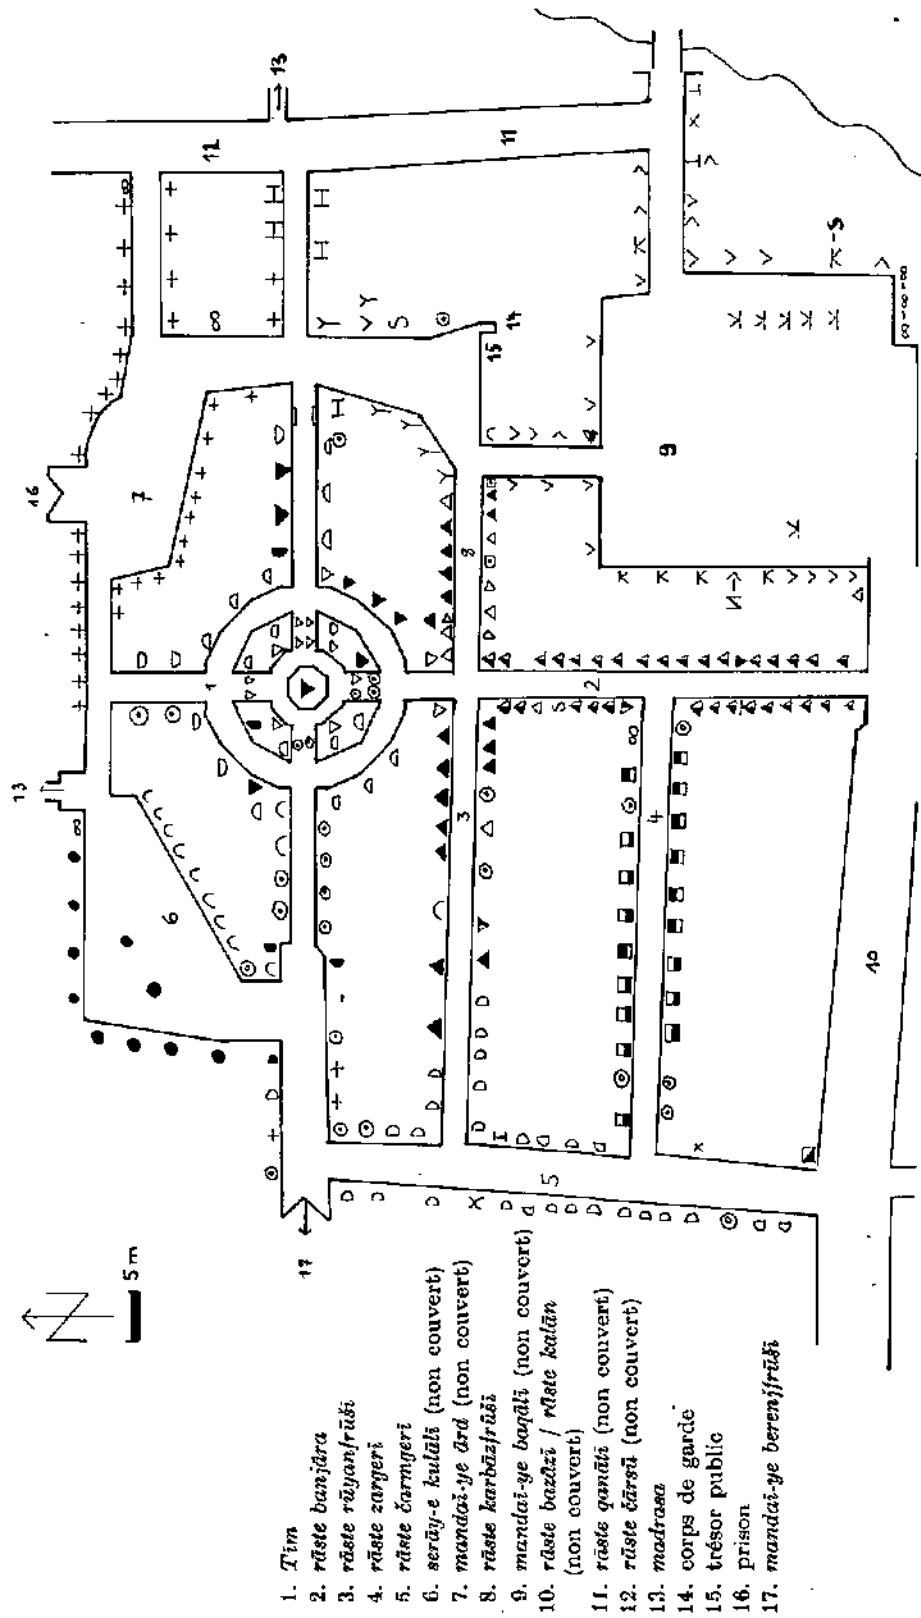 N
5 m
1. Tīm
2. rāste banjāra
3. rāste rūyanfrūši
4. rāste zargeri
5. rāste čarmgeri
6. serāy-e kulāli (non couvert)
7. mandai-ye ārd (non couvert)
8. rāste karbāzfrūši
9. mandai-ye baqāli (non couvert)
10. rāste bazāzi / rāste kalān
(non couvert)
11. rāste qanāti (non couvert)
12. rāste čārsū (non couvert)
13. madrasa
14. corps de garde
15. trésor public
16. prison
17. mandai-ye berenjfrūši
13
16
12
13
11
7
1
6
14
15
8
9
2
3
4
5
10
17